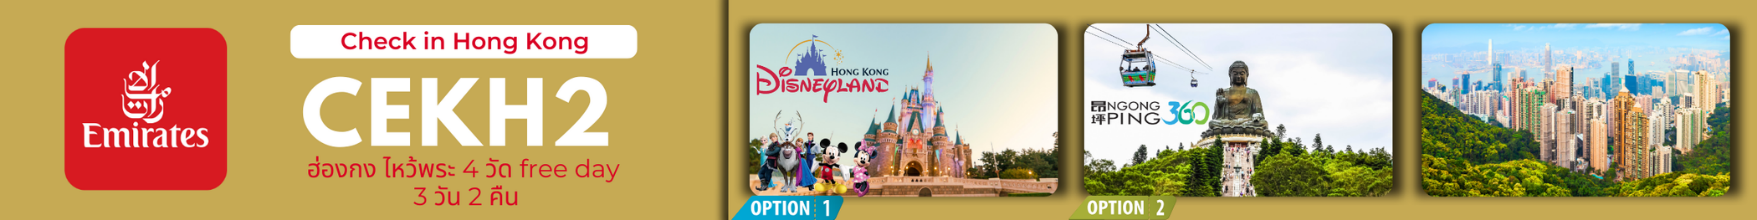 Emirates
Check in Hong Kong
CEKH2
ฮ่องกง ไหว้พระ 4 วัด free day
3 วัน 2 คืน
HONG KONG
DISNEYLAND
OPTION 1
昂坪
NGONG
PING 360
OPTION 2